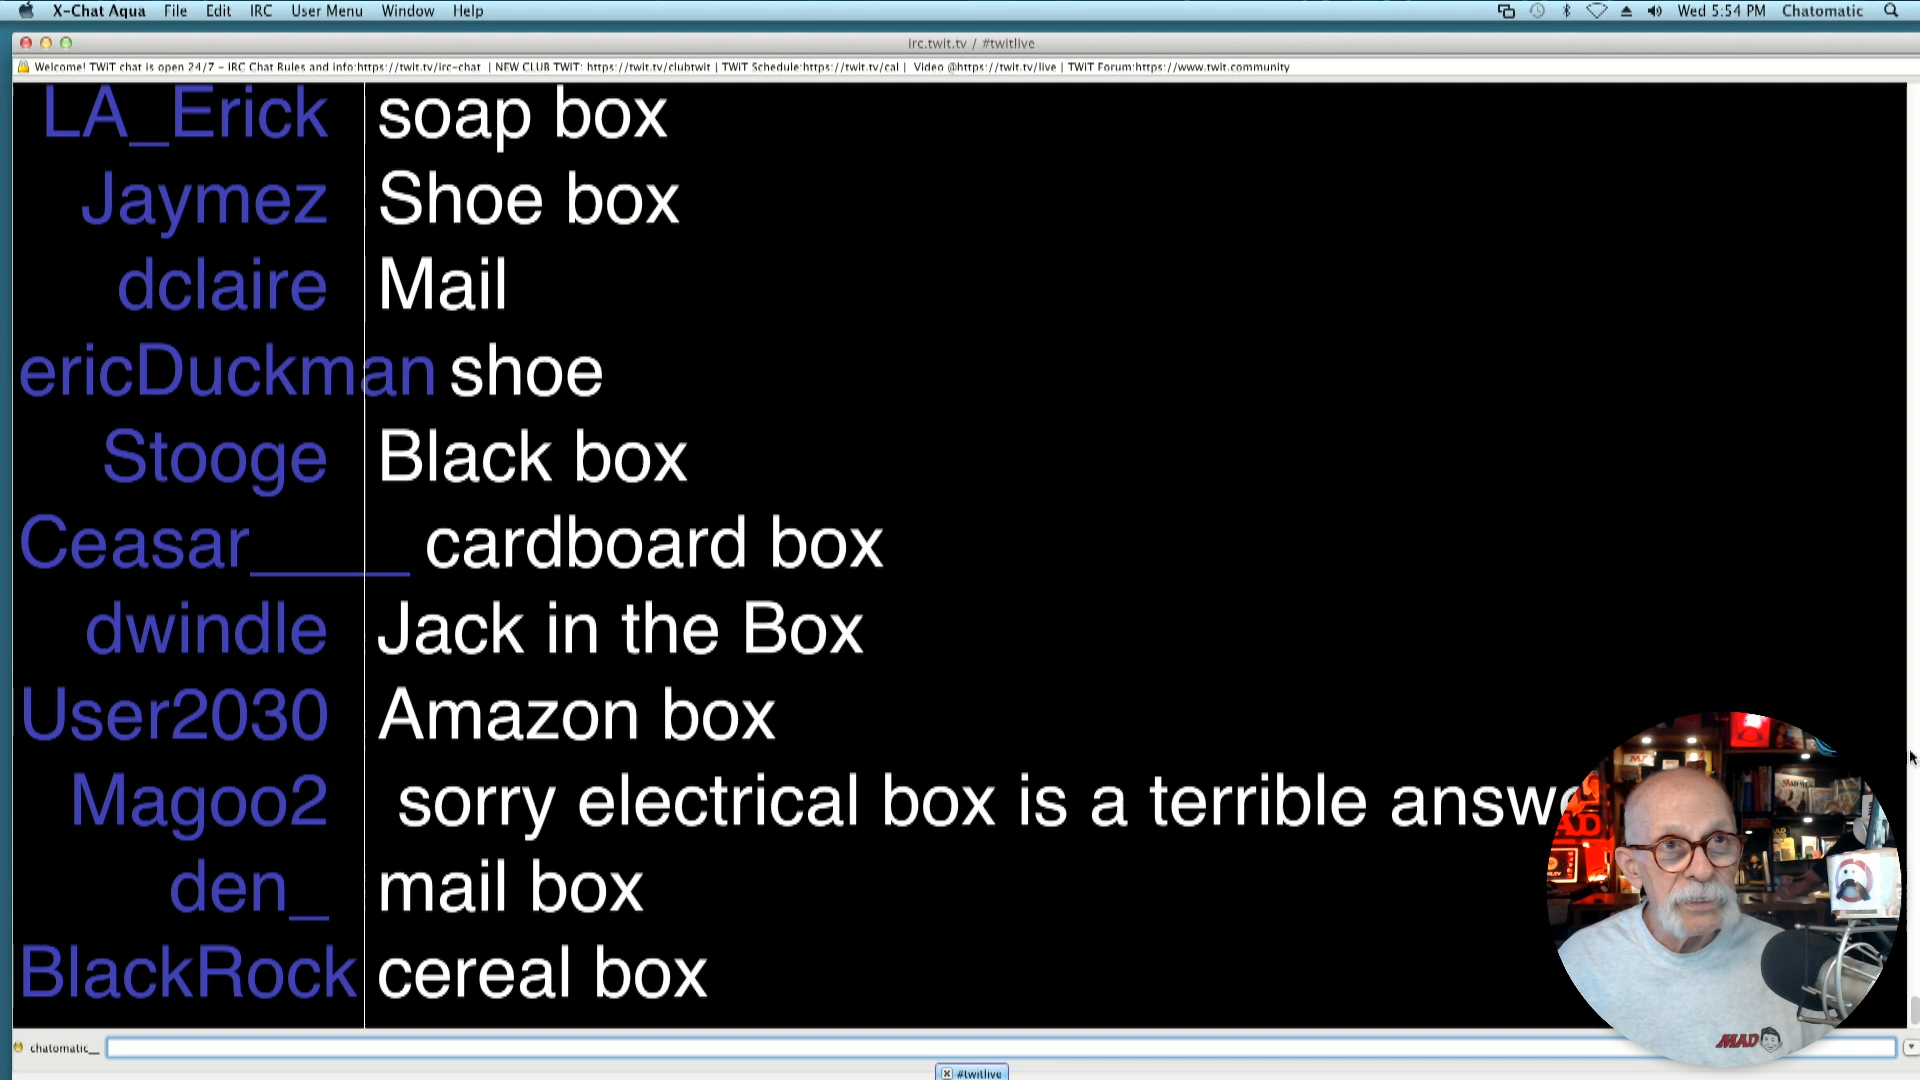 X-Chat Aqua File Edit IRC User Menu Window Help Wed 5:54 PM Chatomatic
irc.twit.tv / #twitlive
Welcome! TWiT chat is open 24/7 - IRC Chat Rules and info:https://twit.tv/irc-chat | NEW CLUB TWIT: https://twit.tv/clubtwit | TWIT Schedule:https://twit.tv/cal | Video @https://twit.tv/live | TWiT Forum:https://www.twit.community
LA_Erick soap box
Jaymez Shoe box
dclaire Mail
ericDuckman shoe
Stooge Black box
Ceasar____ cardboard box
dwindle Jack in the Box
User2030 Amazon box
Magoo2 sorry electrical box is a terrible answe
den_ mail box
BlackRock cereal box
MAD
chatomatic__
#twitlive